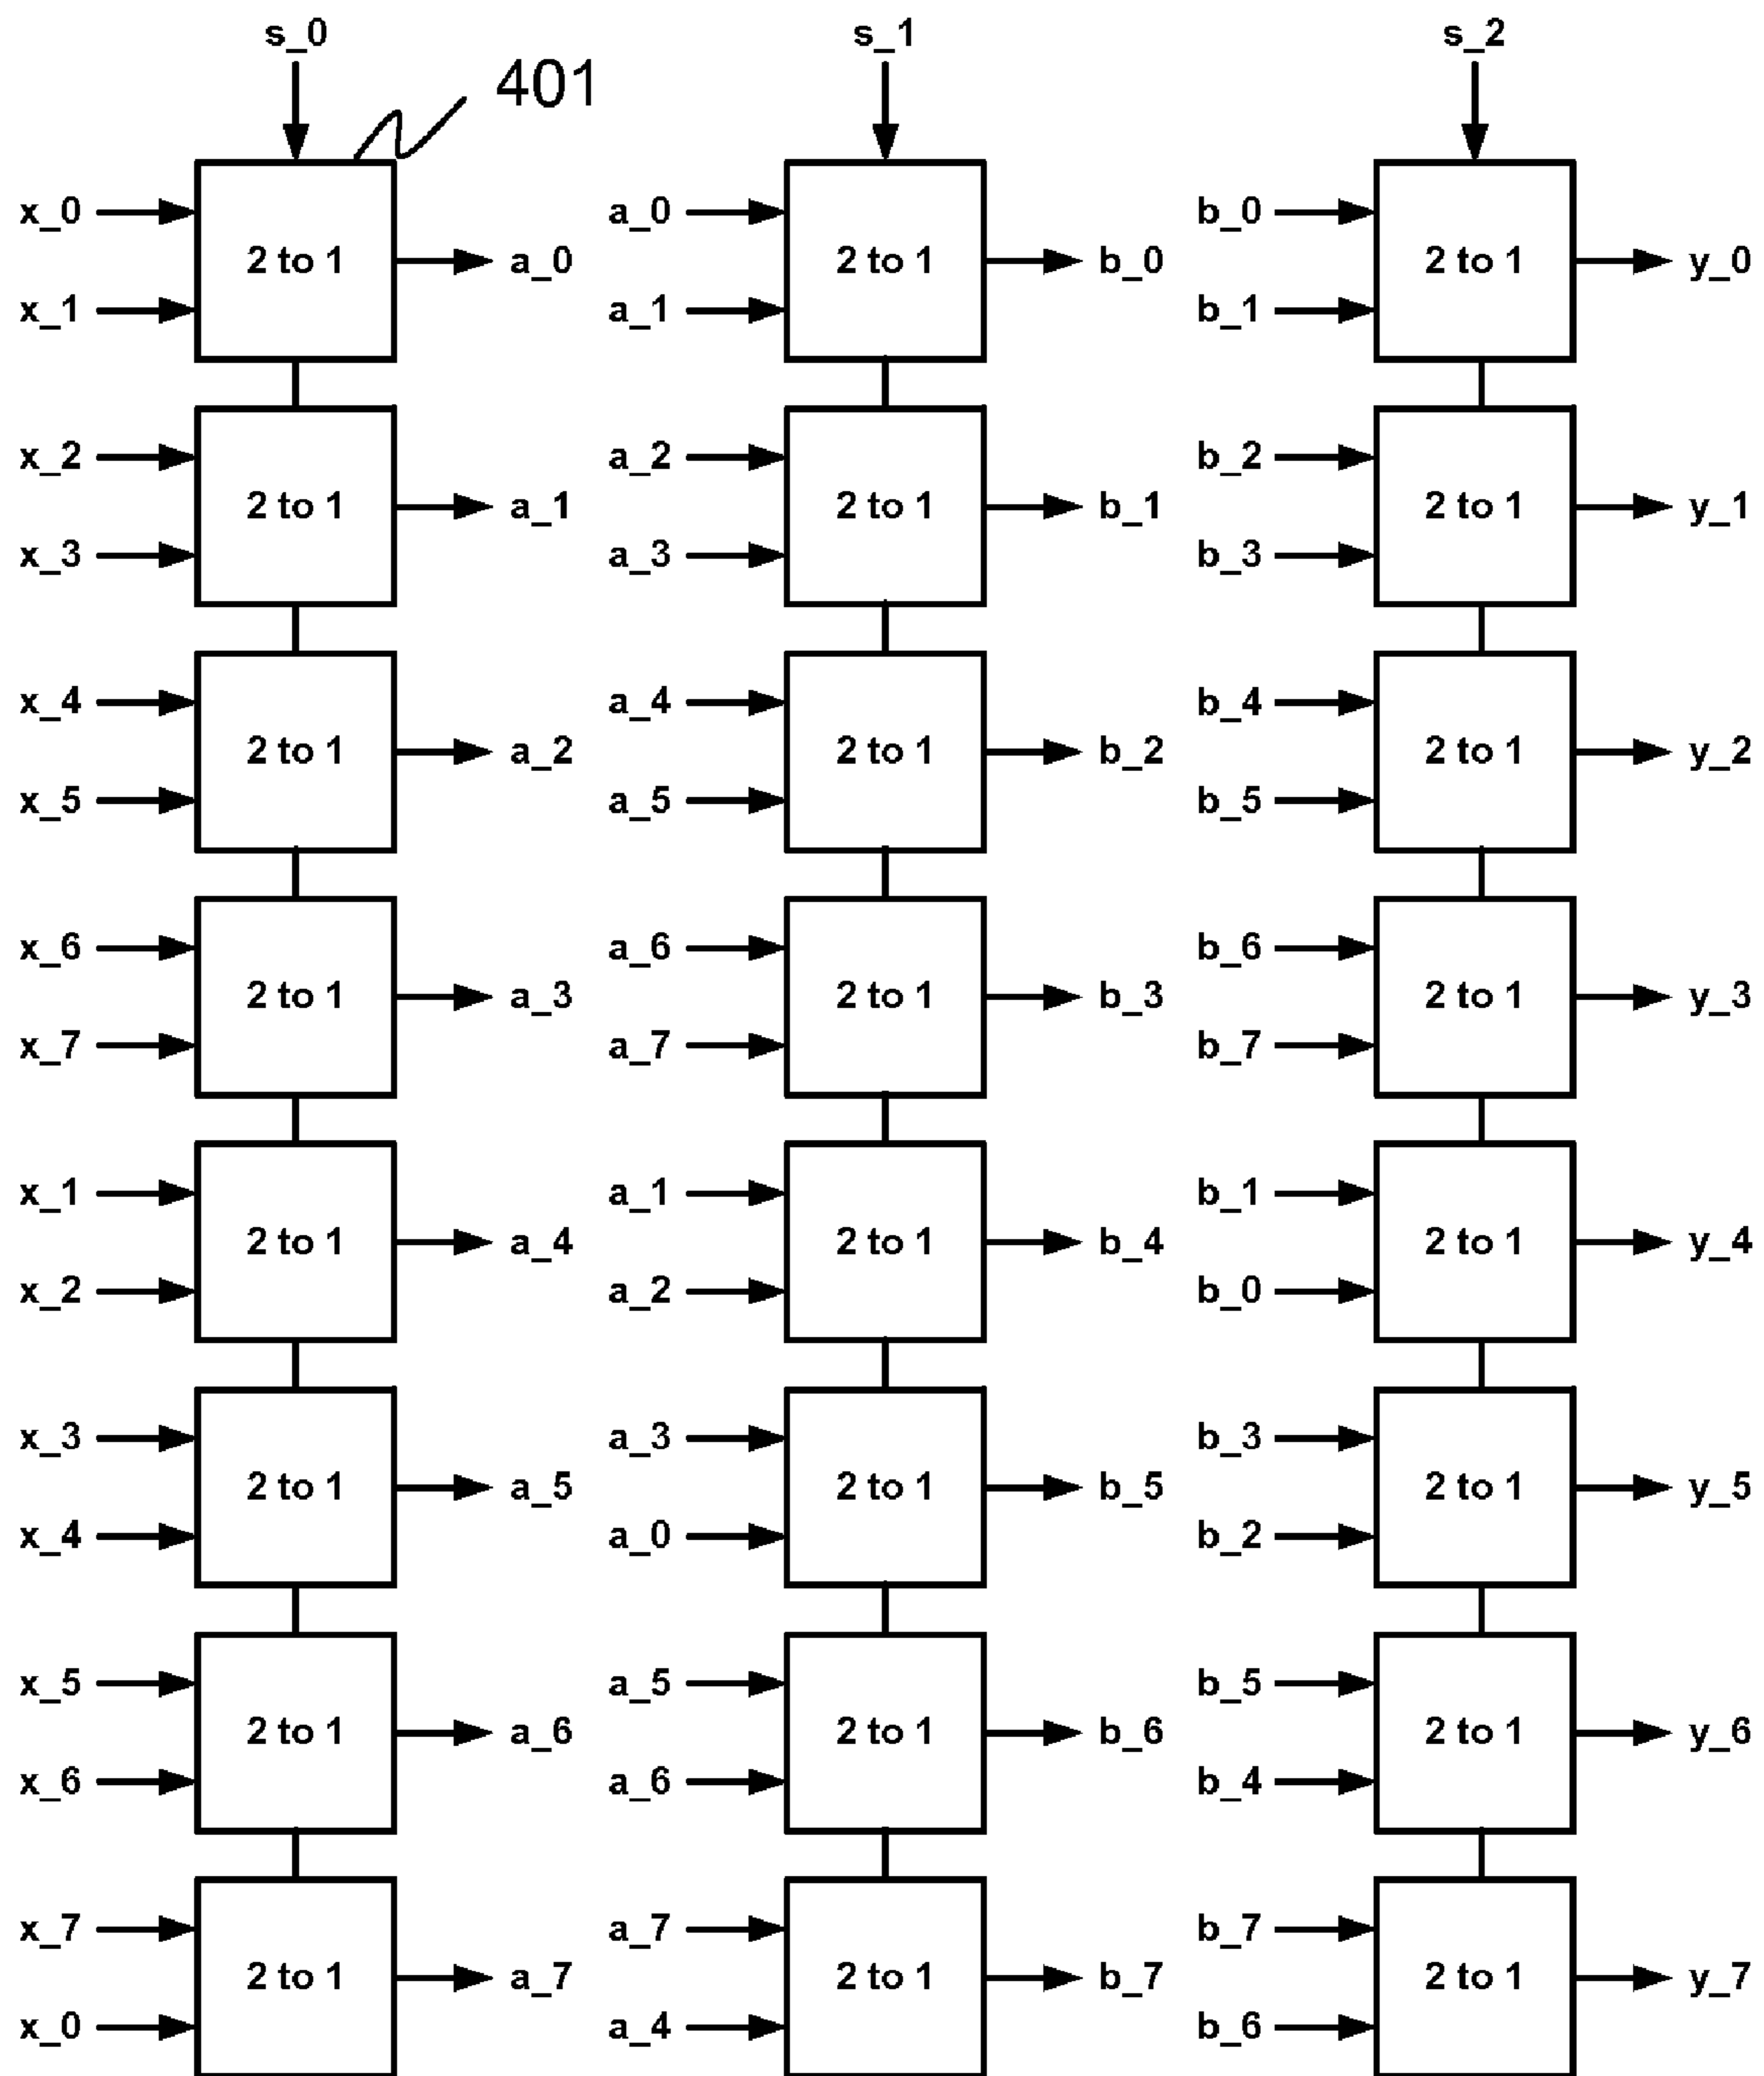 s_0 s_1 s_2
401
x_0 a_0 b_0
2 to 1 a_0 2 to 1 b_0 2 to 1 y_0
x_1 a_1 b_1
x_2 a_2 b_2
2 to 1 a_1 2 to 1 b_1 2 to 1 y_1
x_3 a_3 b_3
x_4 a_4 b_4
2 to 1 a_2 2 to 1 b_2 2 to 1 y_2
x_5 a_5 b_5
x_6 a_6 b_6
2 to 1 a_3 2 to 1 b_3 2 to 1 y_3
x_7 a_7 b_7
x_1 a_1 b_1
2 to 1 a_4 2 to 1 b_4 2 to 1 y_4
x_2 a_2 b_0
x_3 a_3 b_3
2 to 1 a_5 2 to 1 b_5 2 to 1 y_5
x_4 a_0 b_2
x_5 a_5 b_5
2 to 1 a_6 2 to 1 b_6 2 to 1 y_6
x_6 a_6 b_4
x_7 a_7 b_7
2 to 1 a_7 2 to 1 b_7 2 to 1 y_7
x_0 a_4 b_6